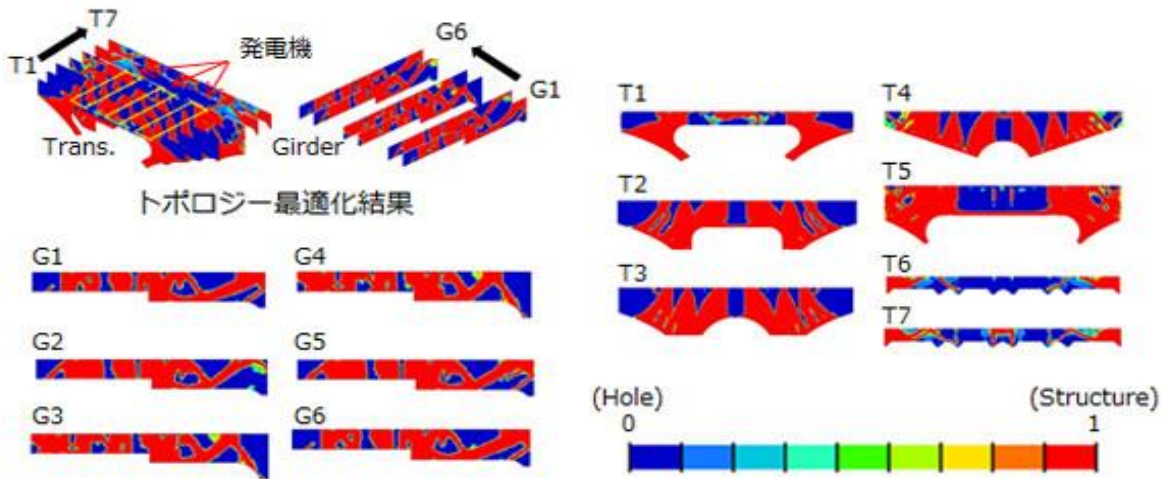 T7
T1
発電機
Trans.
G6
G1
Girder
トポロジー最適化結果
G1
G4
G2
G5
G3
G6
T1
T4
T2
T5
T3
T6
T7
(Hole)
(Structure)
0
1